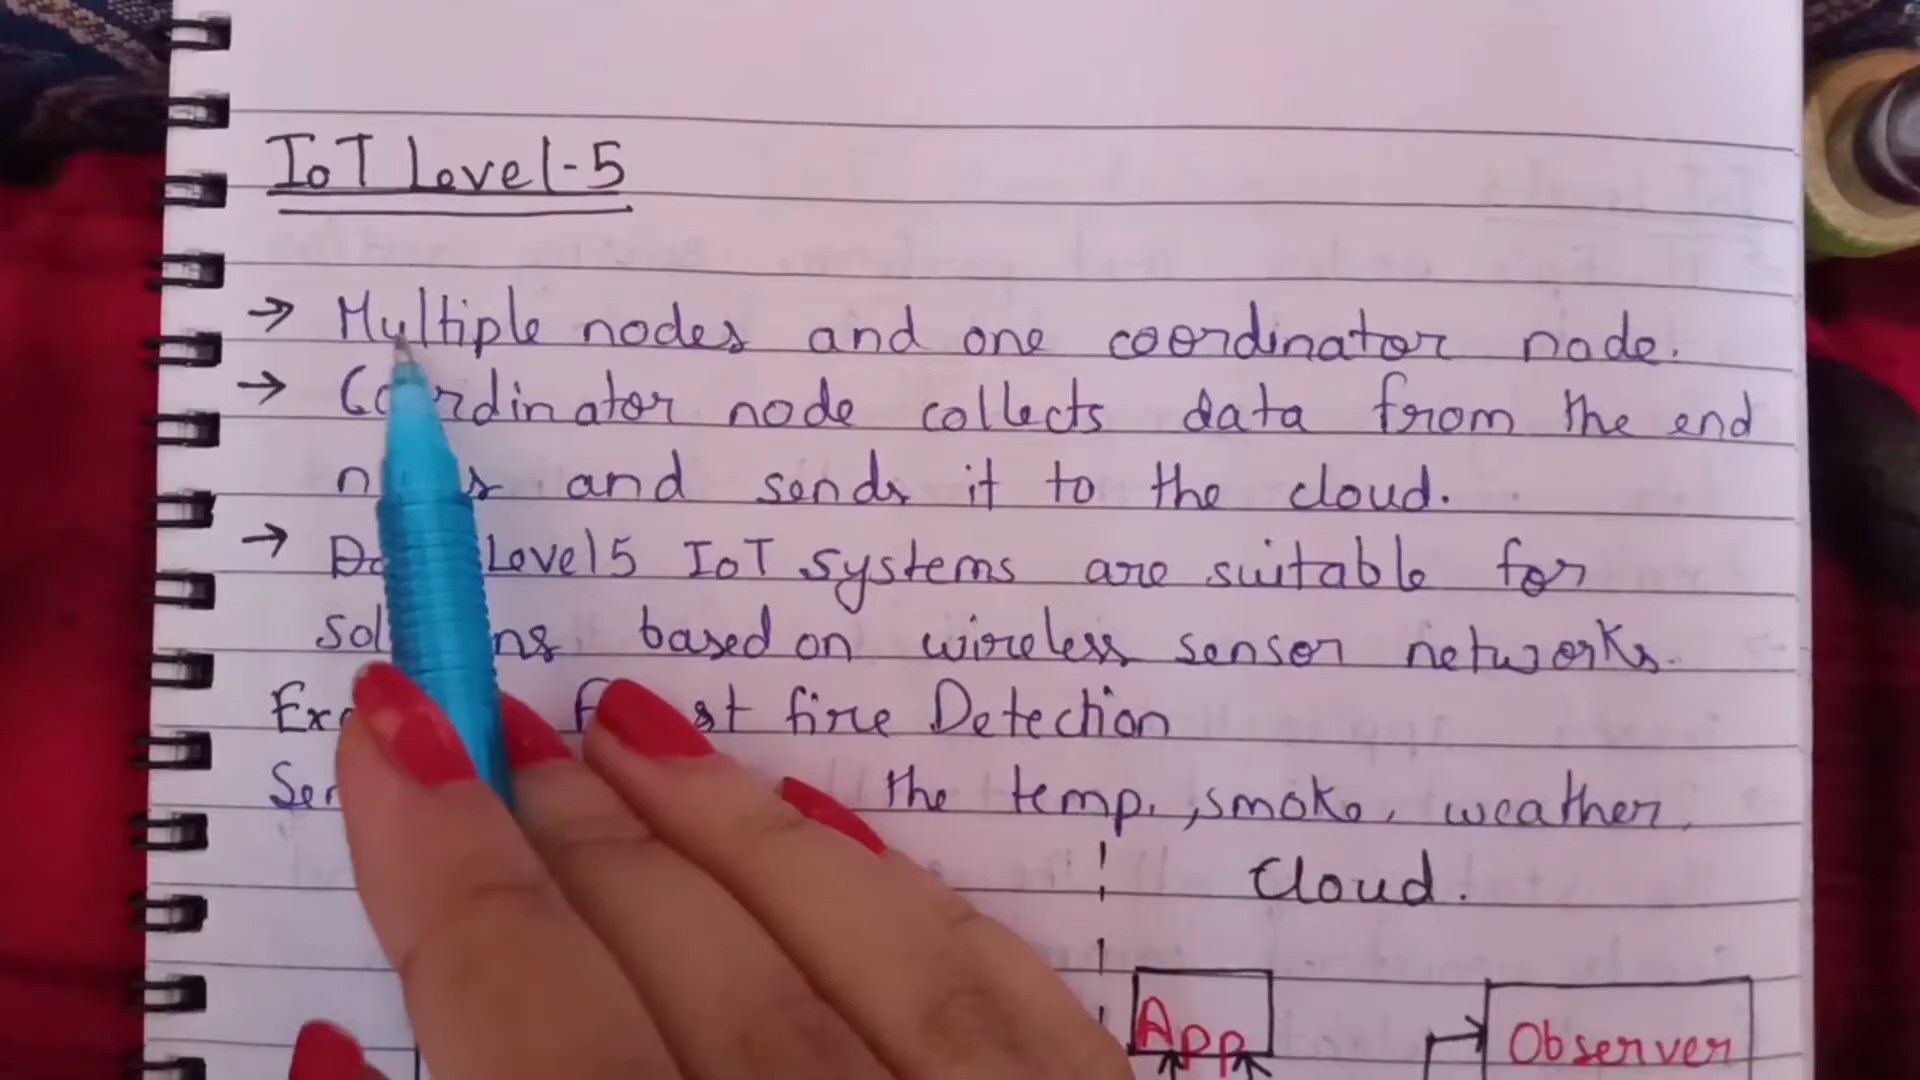 IoT Level-5
→ Multiple nodes and one coordinator node.
→ Coordinator node collects data from the end
and sends it to the cloud.
→ Level5 IoT systems are suitable for
based on wireless sensor networks.
fire Detection
the temp., smoke, weather,
Cloud.
App
Observer